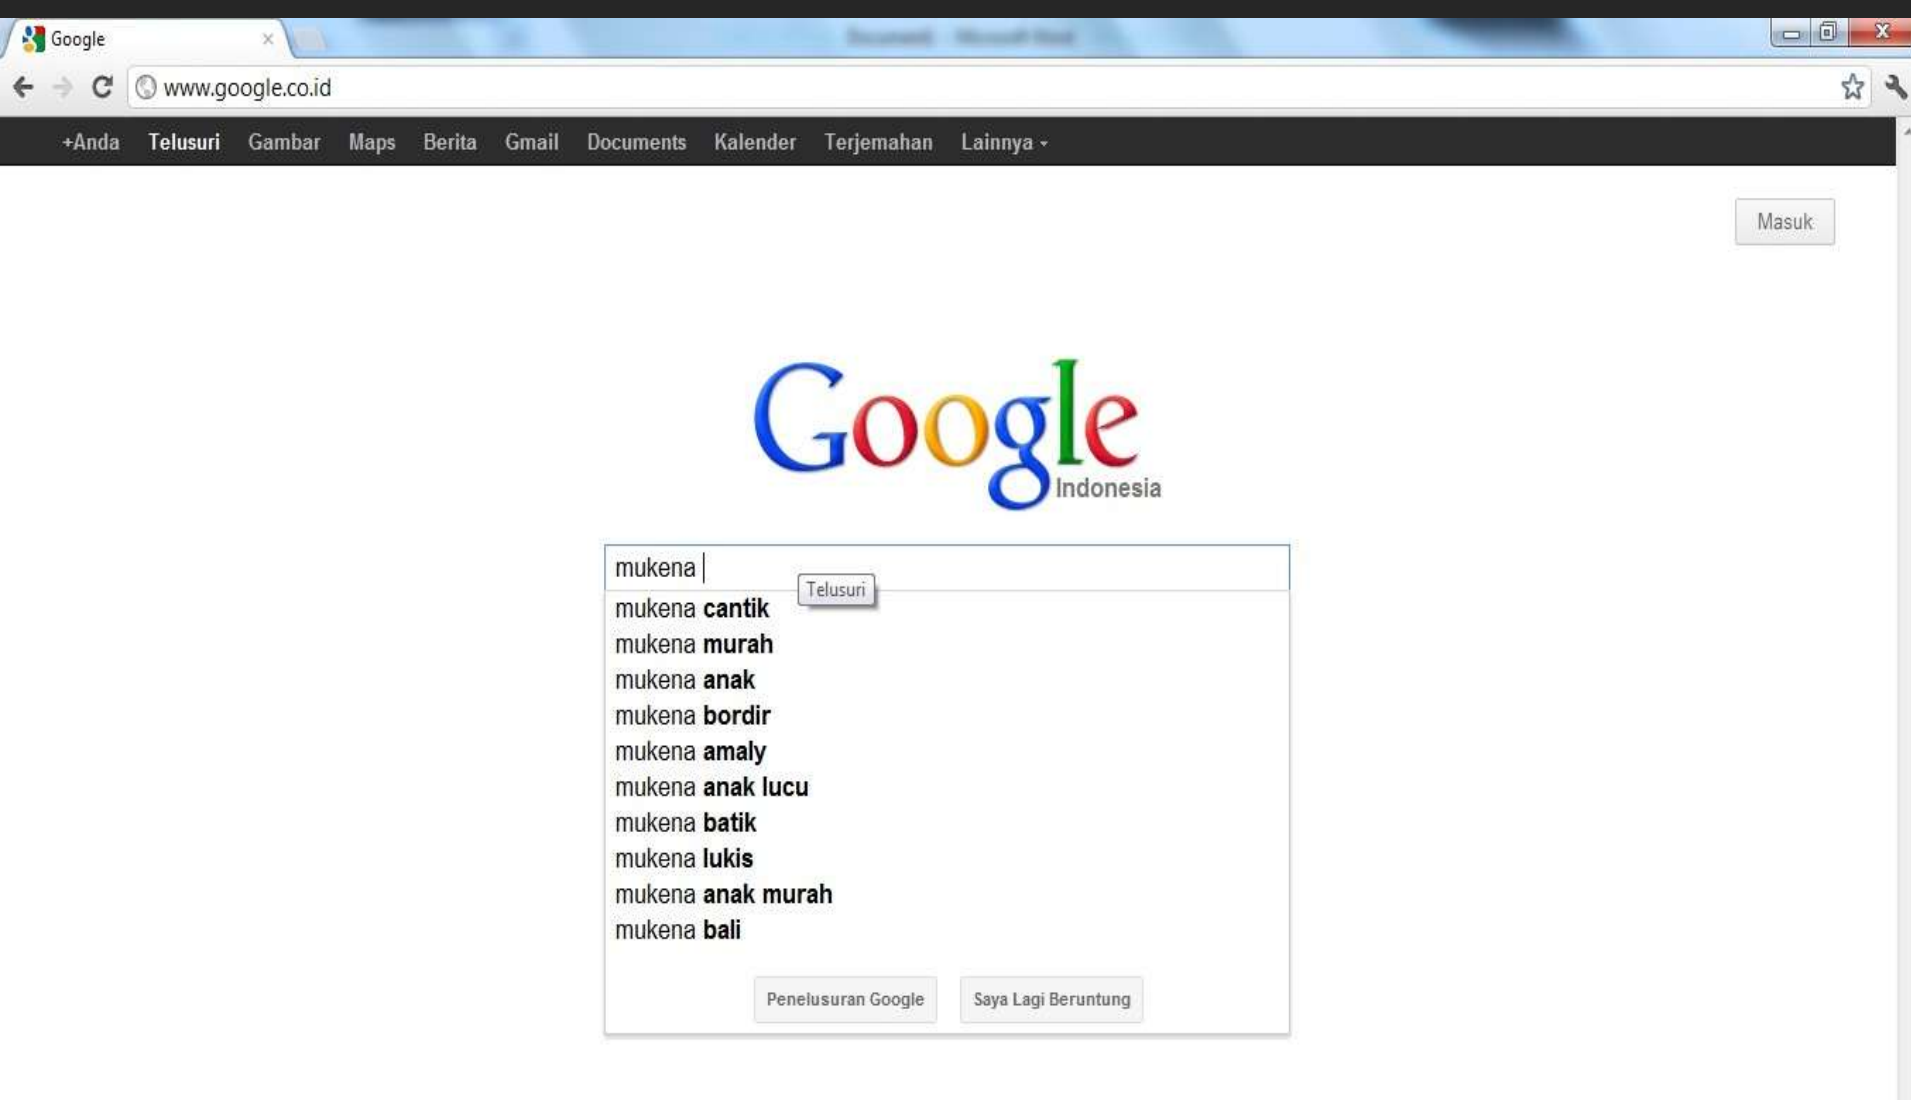 Google
www.google.co.id
+Anda Telusuri Gambar Maps Berita Gmail Documents Kalender Terjemahan Lainnya
Masuk
Google
Indonesia
mukena
Telusuri
mukena cantik
mukena murah
mukena anak
mukena bordir
mukena amaly
mukena anak lucu
mukena batik
mukena lukis
mukena anak murah
mukena bali
Penelusuran Google Saya Lagi Beruntung